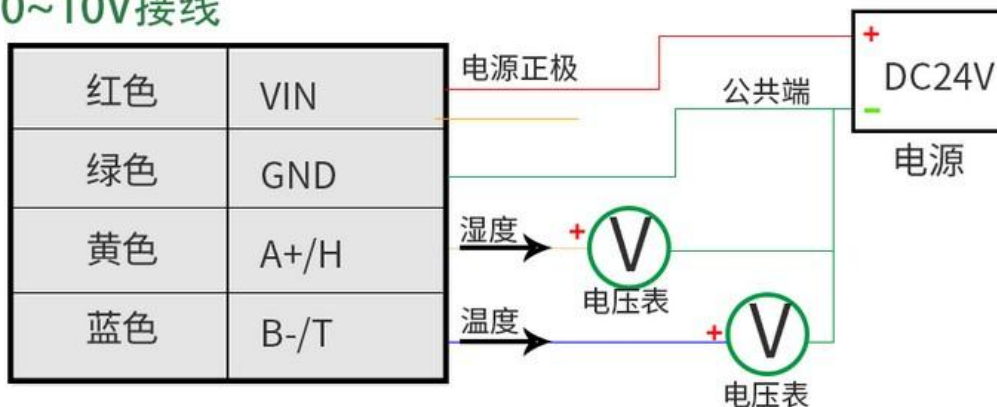 0~10V接线
电源正极
+
红色 VIN
DC24V
公共端
-
绿色 GND
电源
湿度
+
V
黄色 A+/H
电压表
温度
+
V
蓝色 B-/T
电压表